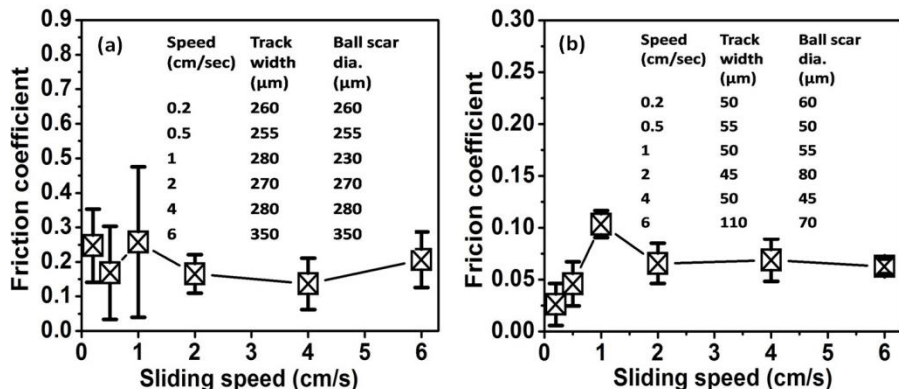 (a)
Friction coefficient
0.9
0.8
0.7
0.6
0.5
0.4
0.3
0.2
0.1
0.0
Speed Track Ball scar
(cm/sec) width dia.
(μm) (μm)
0.2 260 260
0.5 255 255
1 280 230
2 270 270
4 280 280
6 350 350
0 1 2 3 4 5 6
Sliding speed (cm/s)
(b)
Fricion coefficient
0.30
0.25
0.20
0.15
0.10
0.05
0.00
Speed Track Ball scar
(cm/sec) width dia.
(μm) (μm)
0.2 50 60
0.5 55 50
1 50 55
2 45 80
4 50 45
6 110 70
0 1 2 3 4 5 6
Sliding speed (cm/s)